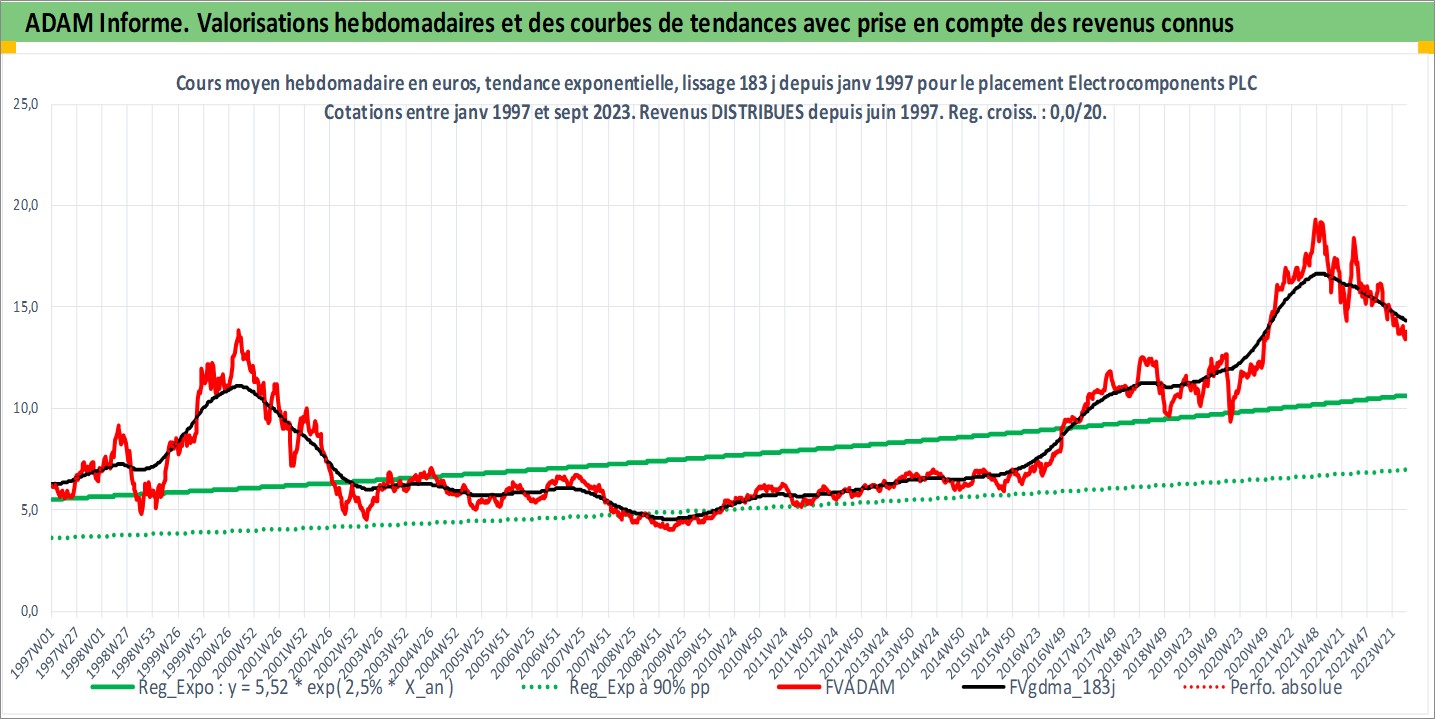 ADAM Informe. Valorisations hebdomadaires et des courbes de tendances avec prise en compte des revenus connus
Cours moyen hebdomadaire en euros, tendance exponentielle, lissage 183 j depuis janv 1997 pour le placement Electrocomponents PLC
Cotations entre janv 1997 et sept 2023. Revenus DISTRIBUES depuis juin 1997. Reg. croiss. : 0,0/20.
25,0
20,0
15,0
10,0
5,0
0,0
1997W01 1997W27 1998W01 1998W27 1998W53 1999W26 1999W52 2000W26 2000W52 2001W26 2001W52 2002W26 2002W52 2003W26 2003W52 2004W26 2004W52 2005W25 2005W51 2006W25 2006W51 2007W25 2007W51 2008W25 2008W51 2009W25 2009W51 2010W24 2010W50 2011W24 2011W50 2012W24 2012W50 2013W24 2013W50 2014W24 2014W50 2015W24 2015W50 2016W23 2016W49 2017W23 2017W49 2018W23 2018W49 2019W23 2019W49 2020W23 2020W49 2021W22 2021W48 2022W21 2022W47 2023W21
Reg_Expo : y = 5,52 * exp( 2,5% * X_an ) Reg_Exp à 90% pp FVADAM FVgdma_183j Perfo. absolue